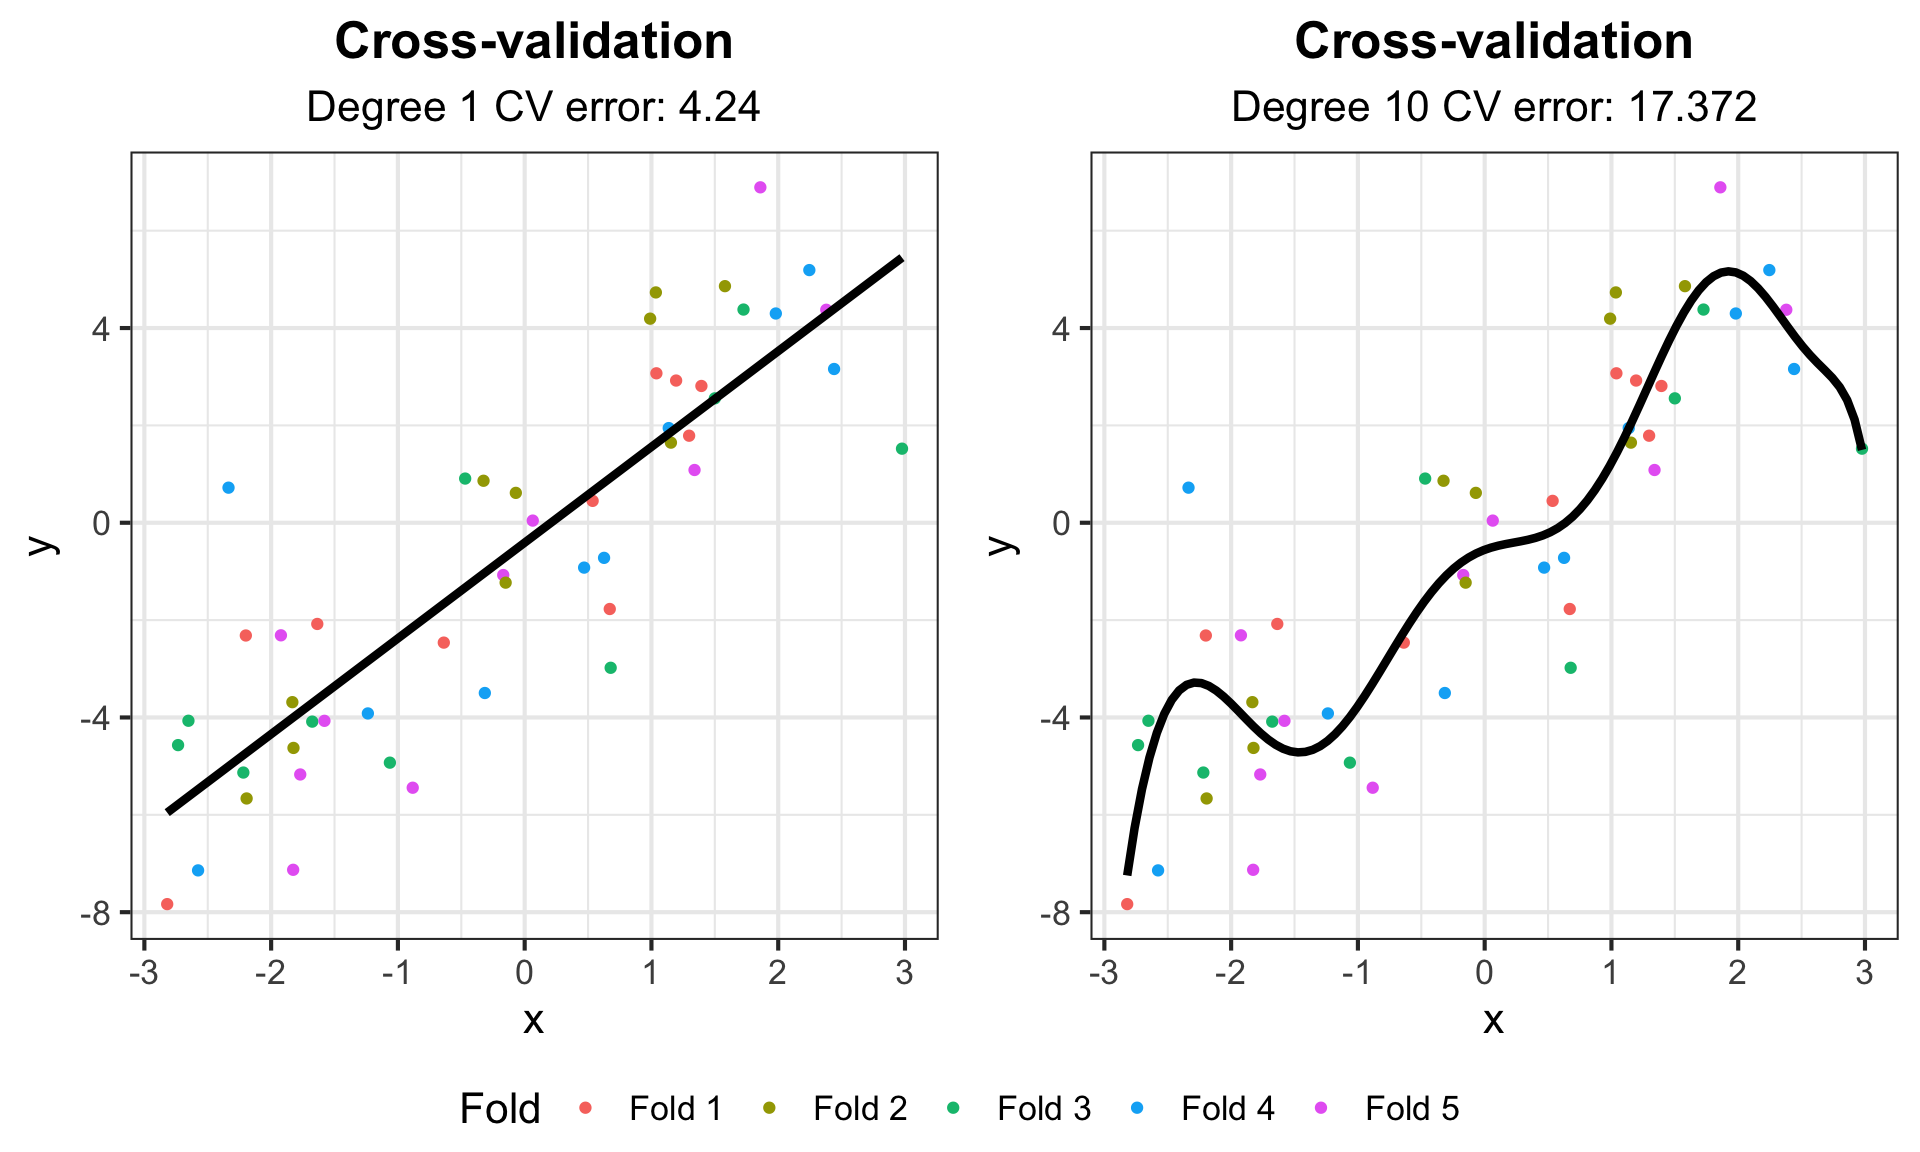 Cross-validation
Degree 1 CV error: 4.24
y
4
0
-4
-8
-3 -2 -1 0 1 2 3
x
Cross-validation
Degree 10 CV error: 17.372
y
4
0
-4
-8
-3 -2 -1 0 1 2 3
x
Fold Fold 1 Fold 2 Fold 3 Fold 4 Fold 5